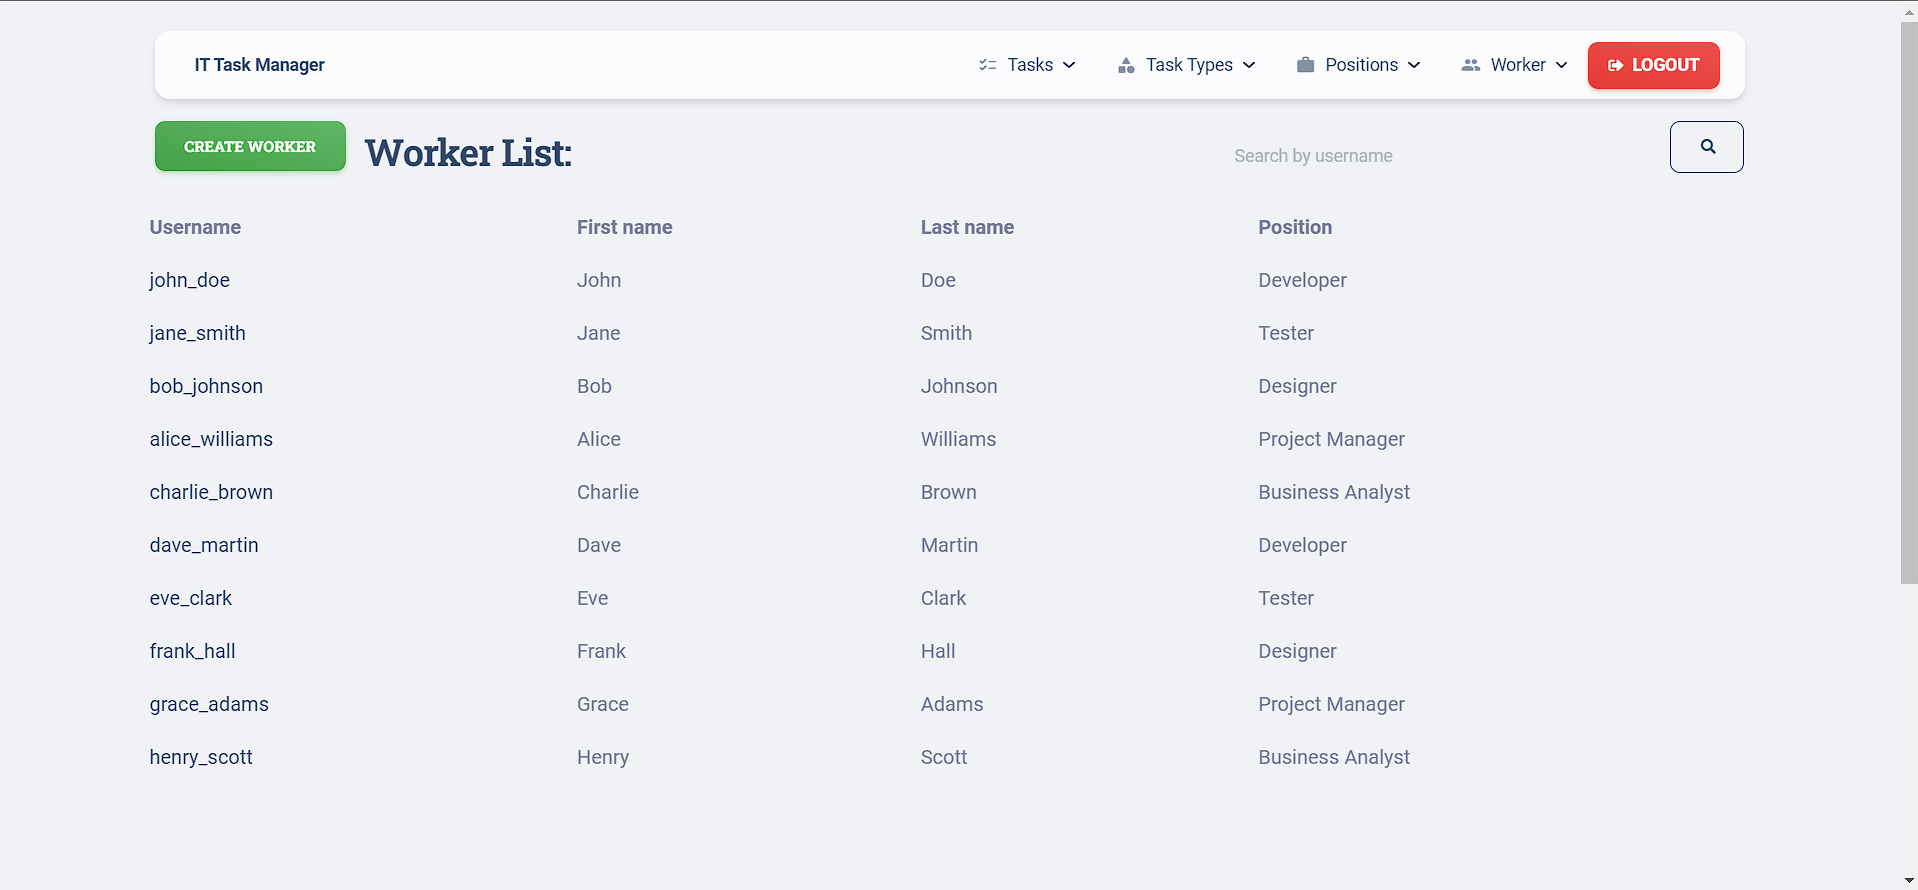 IT Task Manager Tasks Task Types Positions Worker LOGOUT
CREATE WORKER Worker List: Search by username
Username First name Last name Position
john_doe John Doe Developer
jane_smith Jane Smith Tester
bob_johnson Bob Johnson Designer
alice_williams Alice Williams Project Manager
charlie_brown Charlie Brown Business Analyst
dave_martin Dave Martin Developer
eve_clark Eve Clark Tester
frank_hall Frank Hall Designer
grace_adams Grace Adams Project Manager
henry_scott Henry Scott Business Analyst